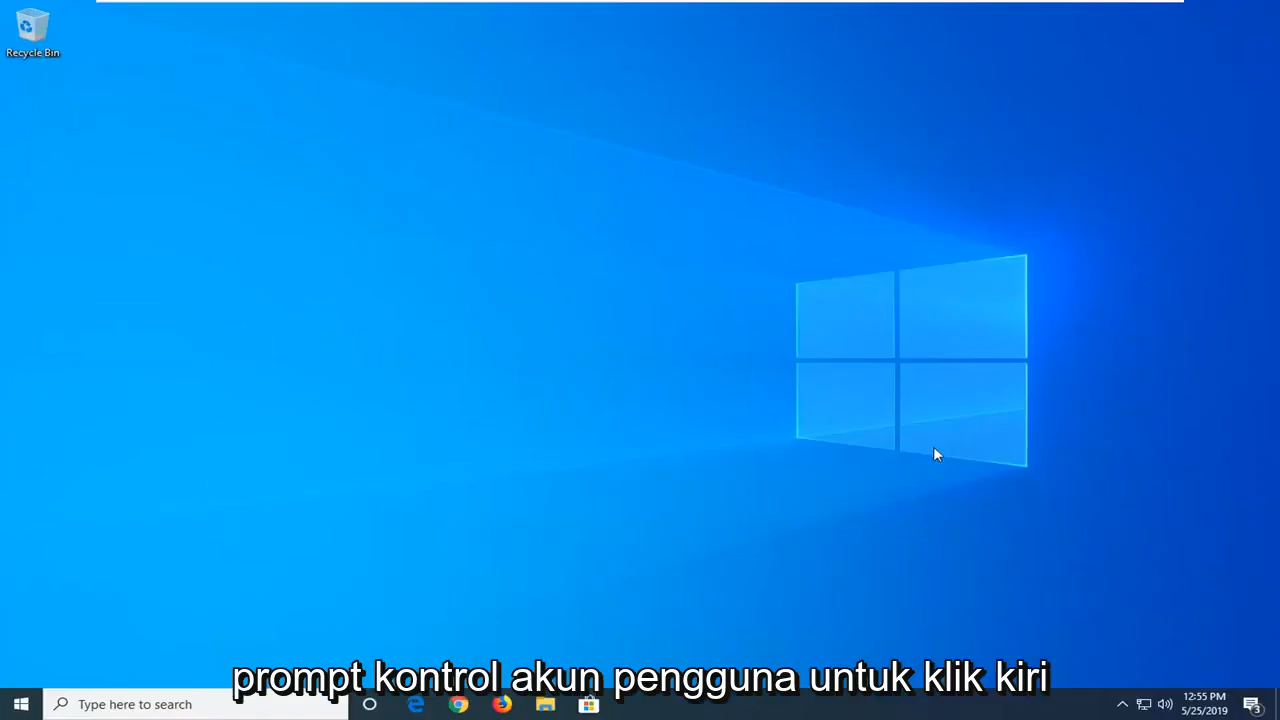 Recycle Bin
prompt kontrol akun pengguna untuk klik kiri
Type here to search
12:55 PM
5/25/2019
3